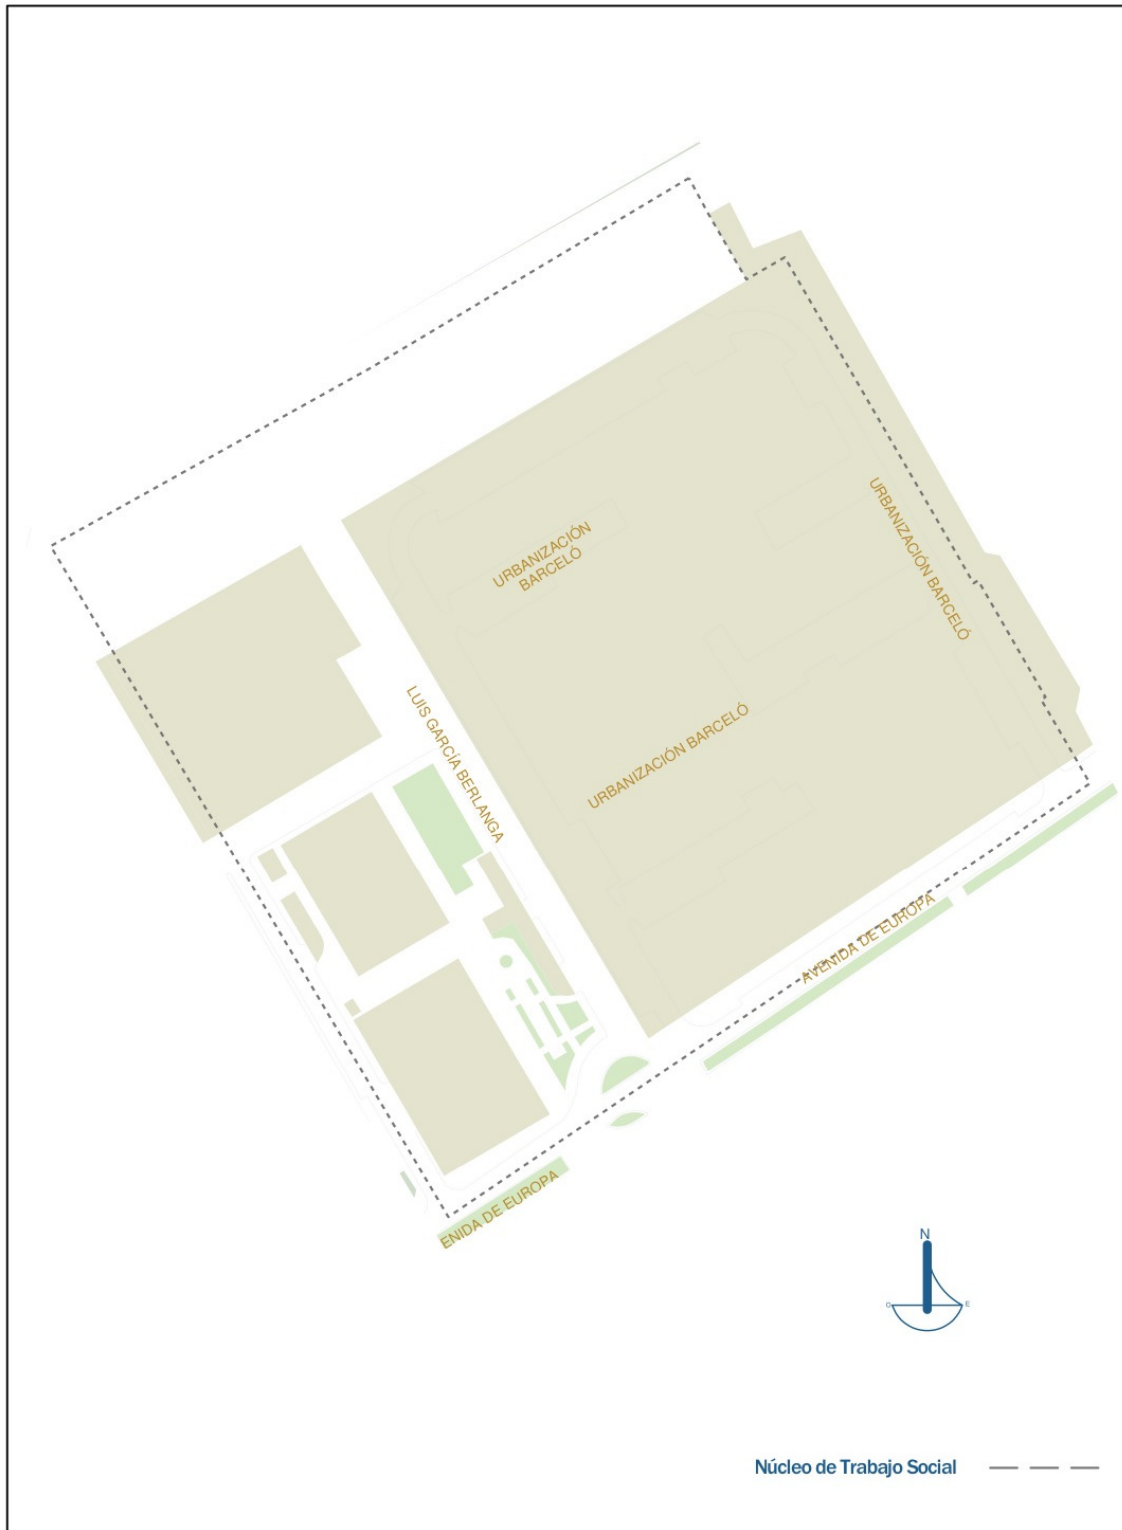 URBANIZACIÓN
BARCELÓ
URBANIZACIÓN BARCELÓ
LUIS GARCÍA BERLANGA
URBANIZACIÓN BARCELÓ
AVENIDA DE EUROPA
ENIDA DE EUROPA
N
O E
Núcleo de Trabajo Social